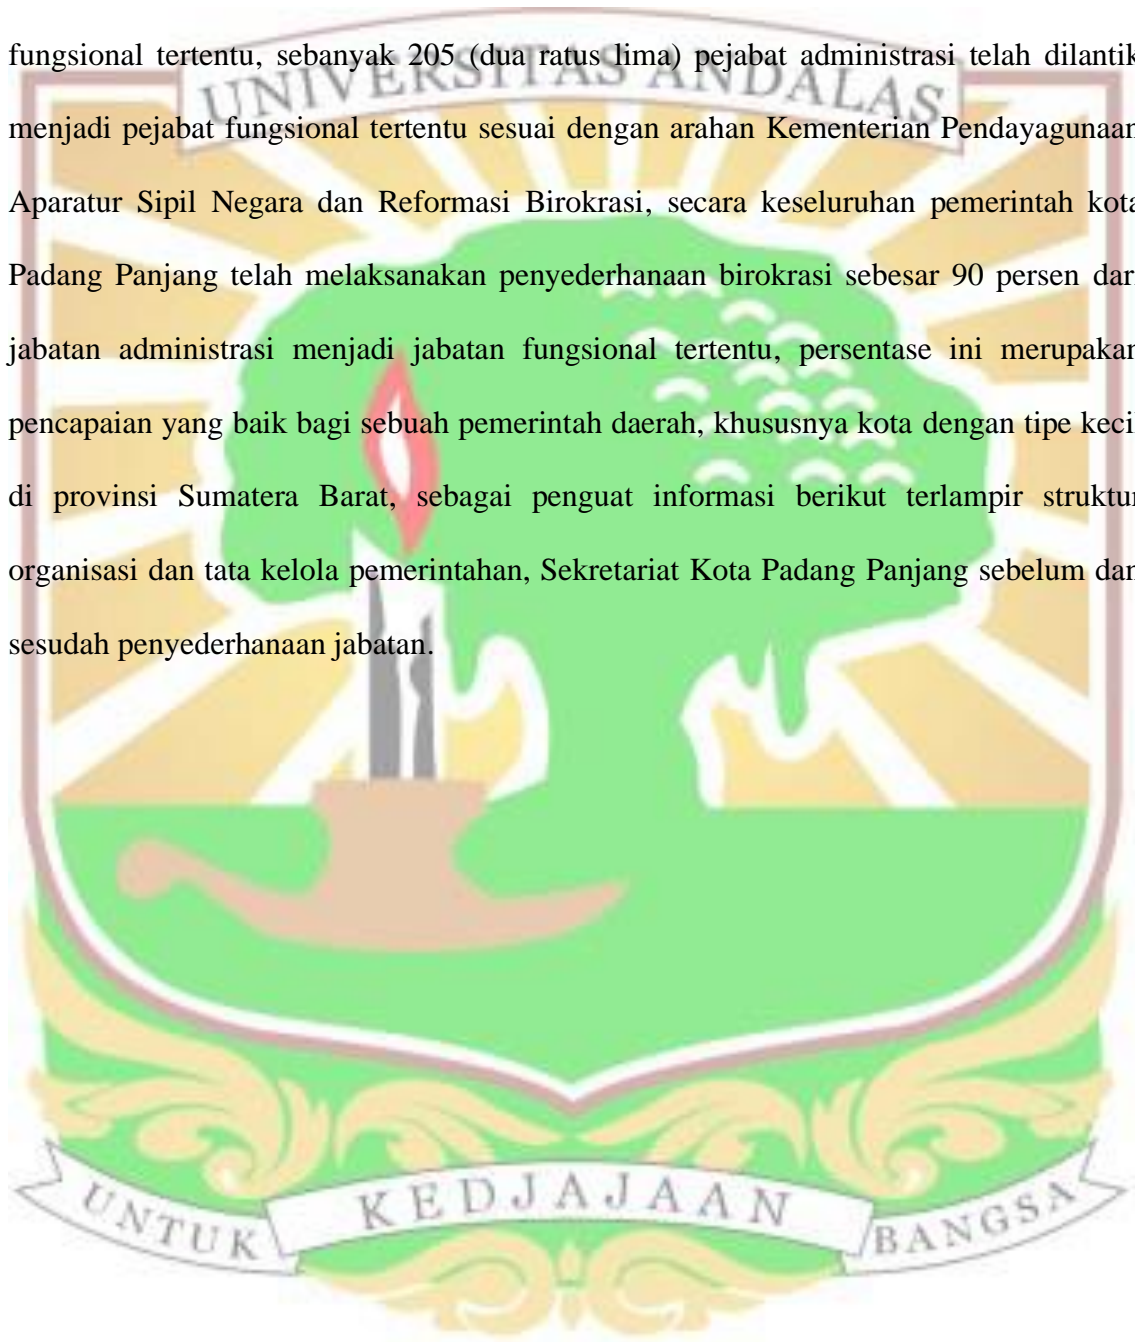 fungsional tertentu, sebanyak 205 (dua ratus lima) pejabat administrasi telah dilantik
UNIVERSITAS ANDALAS
menjadi pejabat fungsional tertentu sesuai dengan arahan Kementerian Pendayagunaan
Aparatur Sipil Negara dan Reformasi Birokrasi, secara keseluruhan pemerintah kota
Padang Panjang telah melaksanakan penyederhanaan birokrasi sebesar 90 persen dari
jabatan administrasi menjadi jabatan fungsional tertentu, persentase ini merupakan
pencapaian yang baik bagi sebuah pemerintah daerah, khususnya kota dengan tipe kecil
di provinsi Sumatera Barat, sebagai penguat informasi berikut terlampir struktur
organisasi dan tata kelola pemerintahan, Sekretariat Kota Padang Panjang sebelum dan
sesudah penyederhanaan jabatan.
UNTUK KEDJAJAAN BANGSA